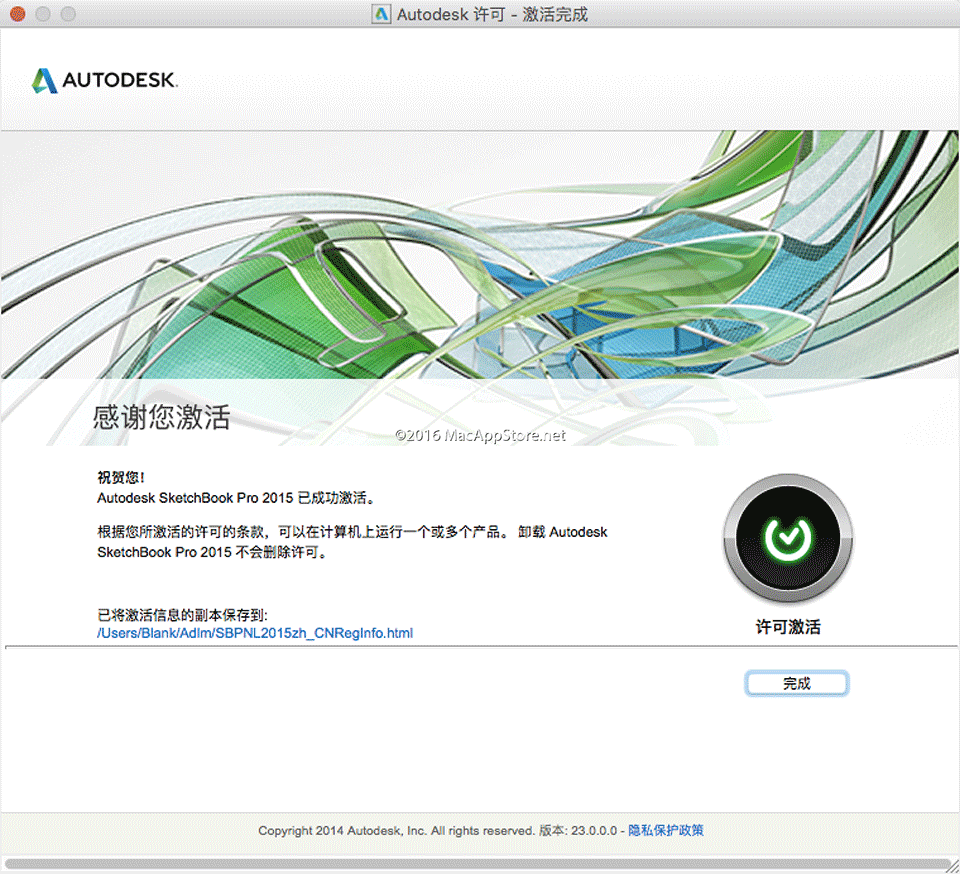 Autodesk 许可 - 激活完成
AUTODESK.
感谢您激活
©2016 MacAppStore.net
祝贺您!
Autodesk SketchBook Pro 2015 已成功激活。
根据您所激活的许可的条款，可以在计算机上运行一个或多个产品。 卸载 Autodesk
SketchBook Pro 2015 不会删除许可。
已将激活信息的副本保存到:
/Users/Blank/Adlm/SBPNL2015zh_CNRegInfo.html
许可激活
完成
Copyright 2014 Autodesk, Inc. All rights reserved. 版本: 23.0.0.0 - 隐私保护政策